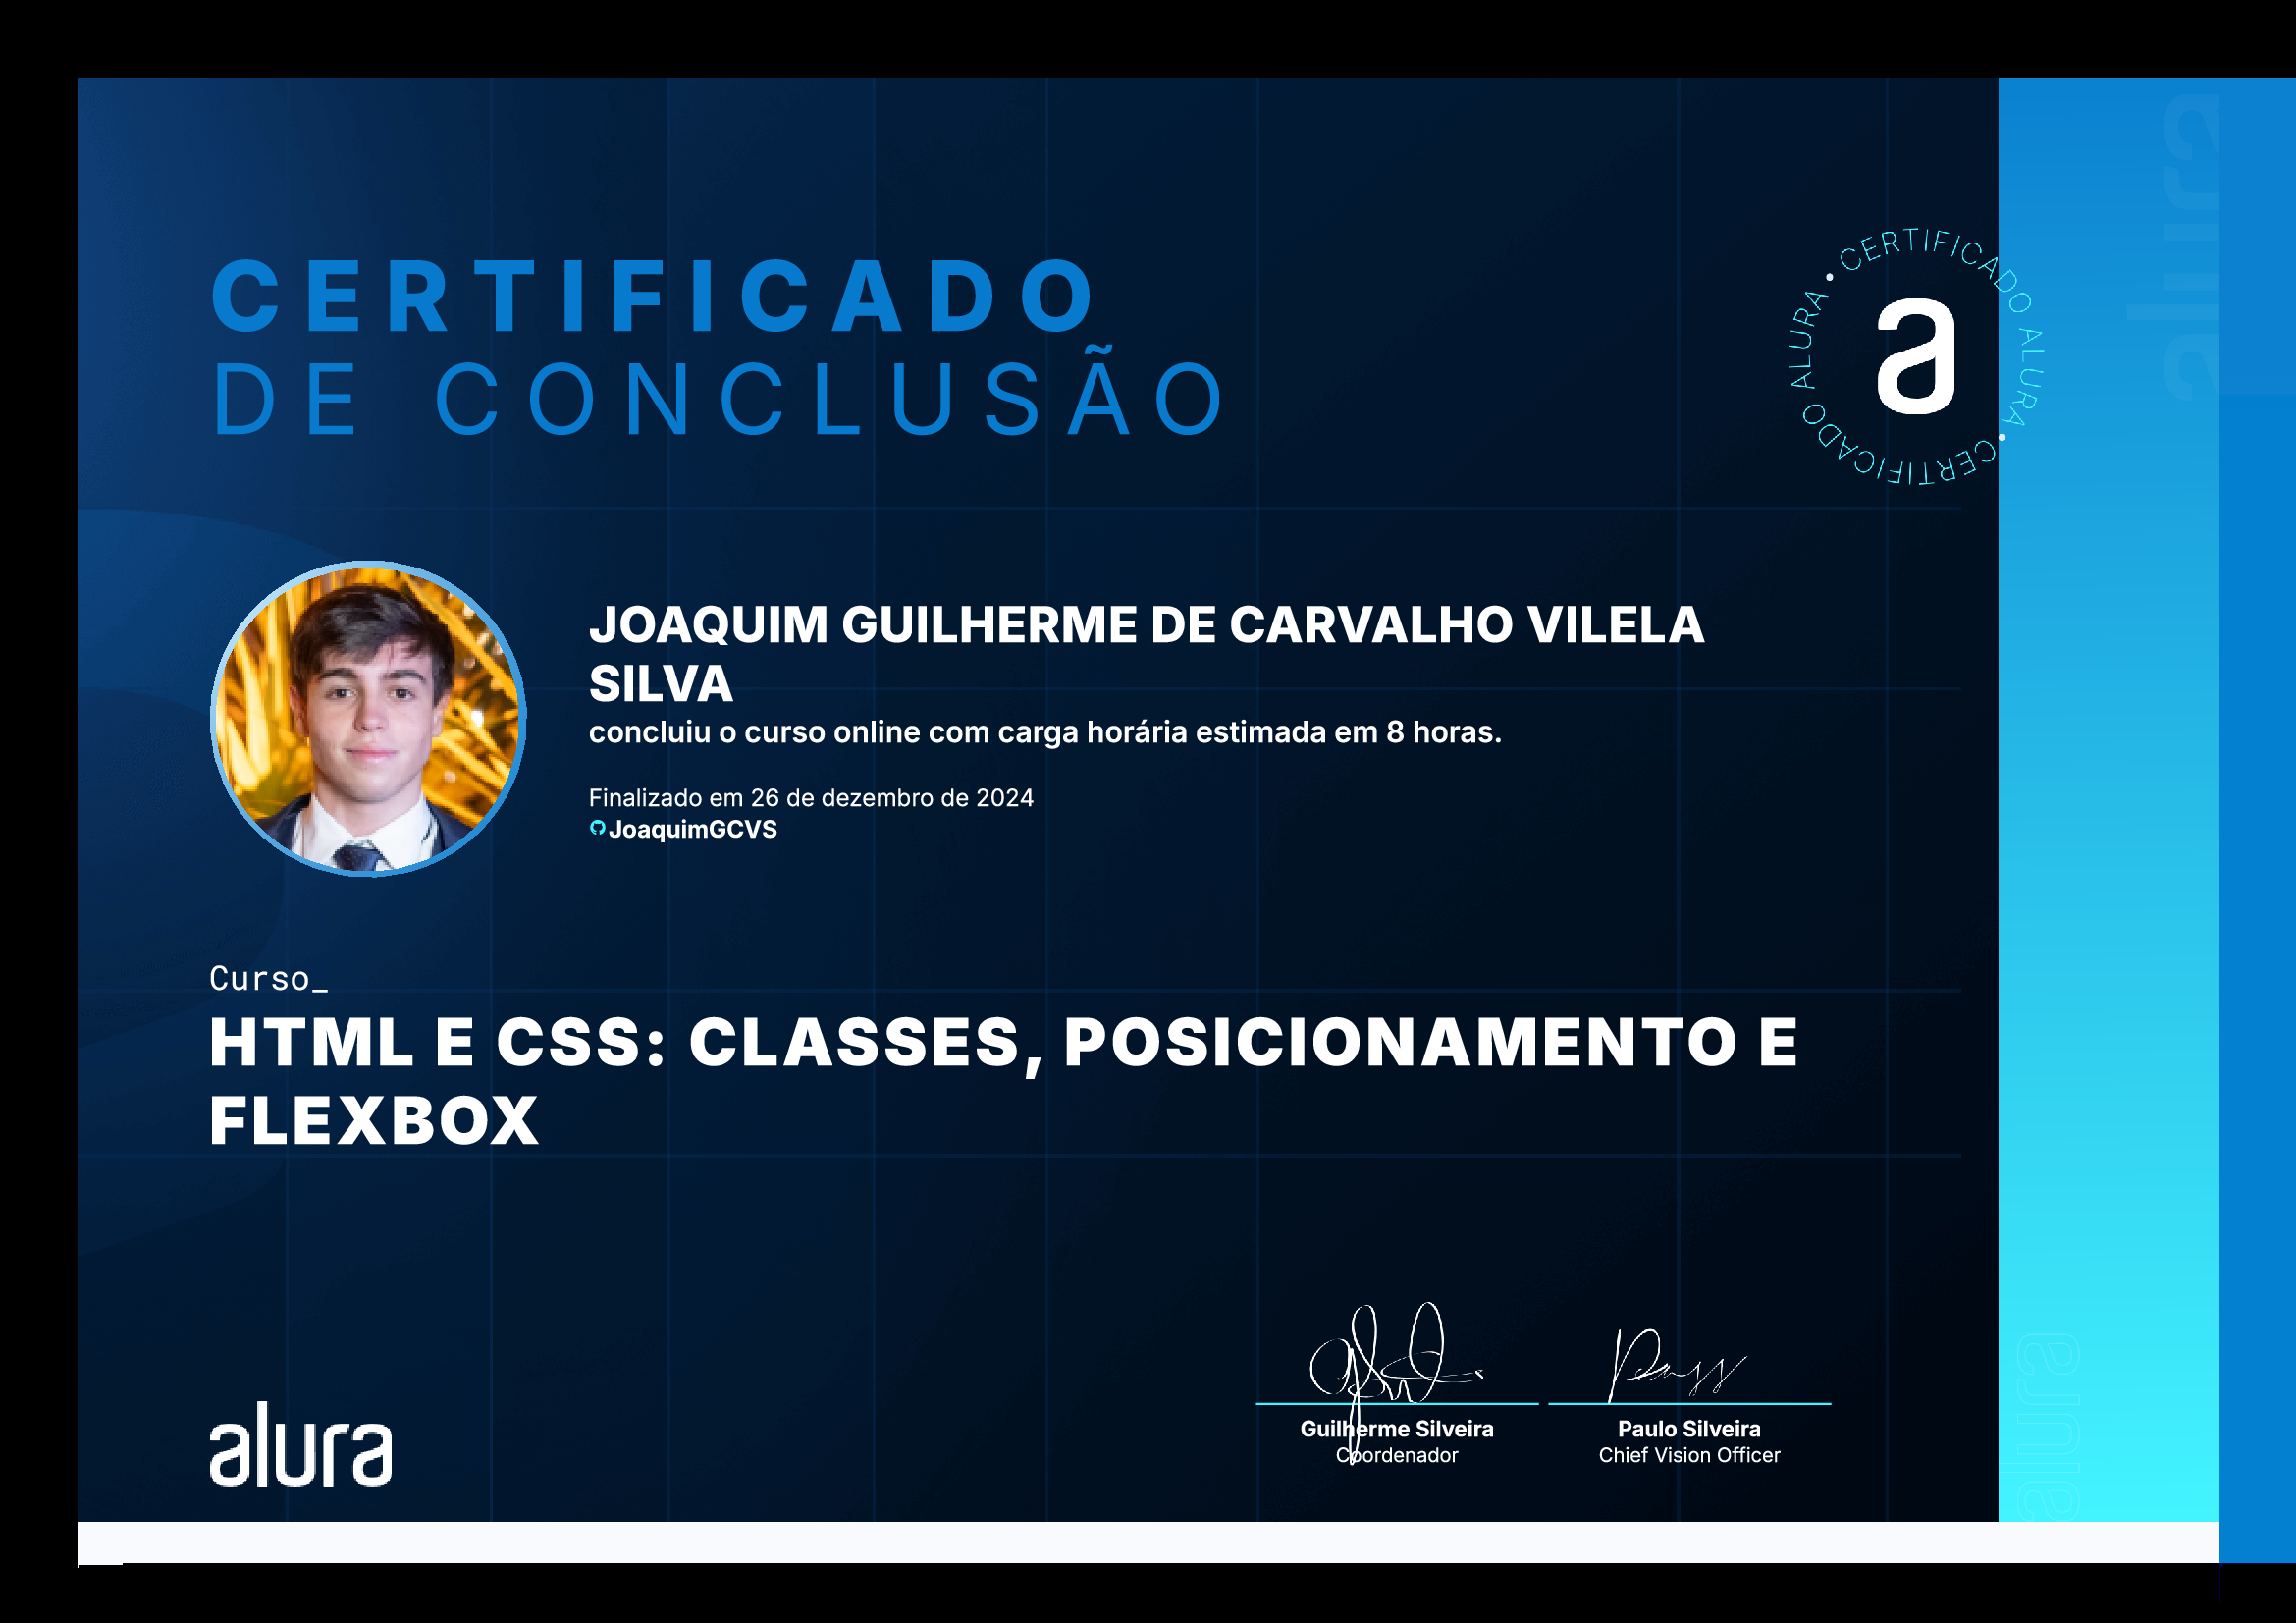 CERTIFICADO
DE CONCLUSÃO
• CERTIFICADO ALURA • CERTIFICADO ALURA
a
JOAQUIM GUILHERME DE CARVALHO VILELA
SILVA
concluiu o curso online com carga horária estimada em 8 horas.
Finalizado em 26 de dezembro de 2024
JoaquimGCVS
Curso_
HTML E CSS: CLASSES, POSICIONAMENTO E
FLEXBOX
Guilherme Silveira
Coordenador
Paulo Silveira
Chief Vision Officer
alura
alura
alura